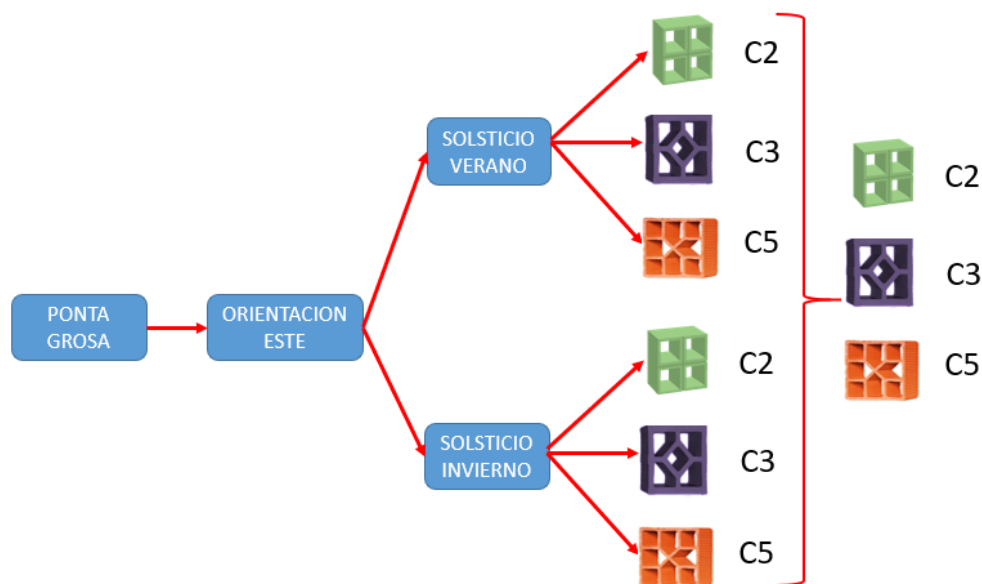 PONTA
GROSA
ORIENTACION
ESTE
SOLSTICIO
VERANO
C2
C3
C5
SOLSTICIO
INVIERNO
C2
C3
C5
C2
C3
C5